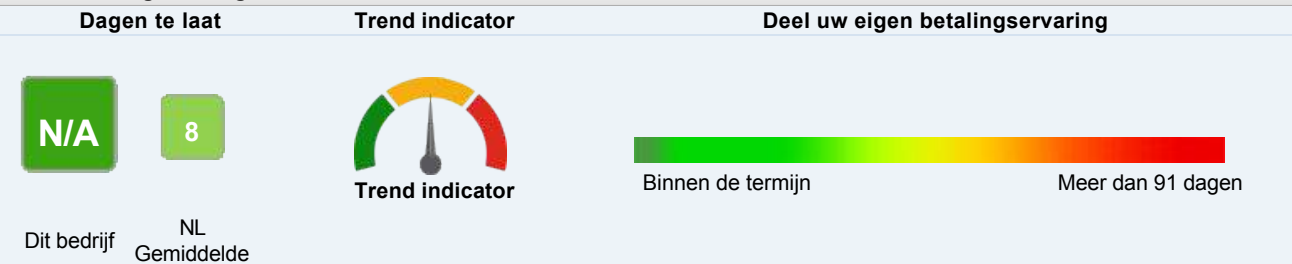 Dagen te laat
Trend indicator
Deel uw eigen betalingservaring
N/A
8
Trend indicator
Binnen de termijn
Meer dan 91 dagen
Dit bedrijf
NL
Gemiddelde